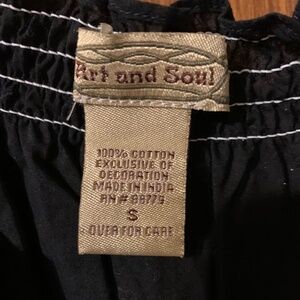 Art and Soul
100% COTTON
EXCLUSIVE OF
DECORATION
MADE IN INDIA
RN # 88775
S
OVER FOR CARE